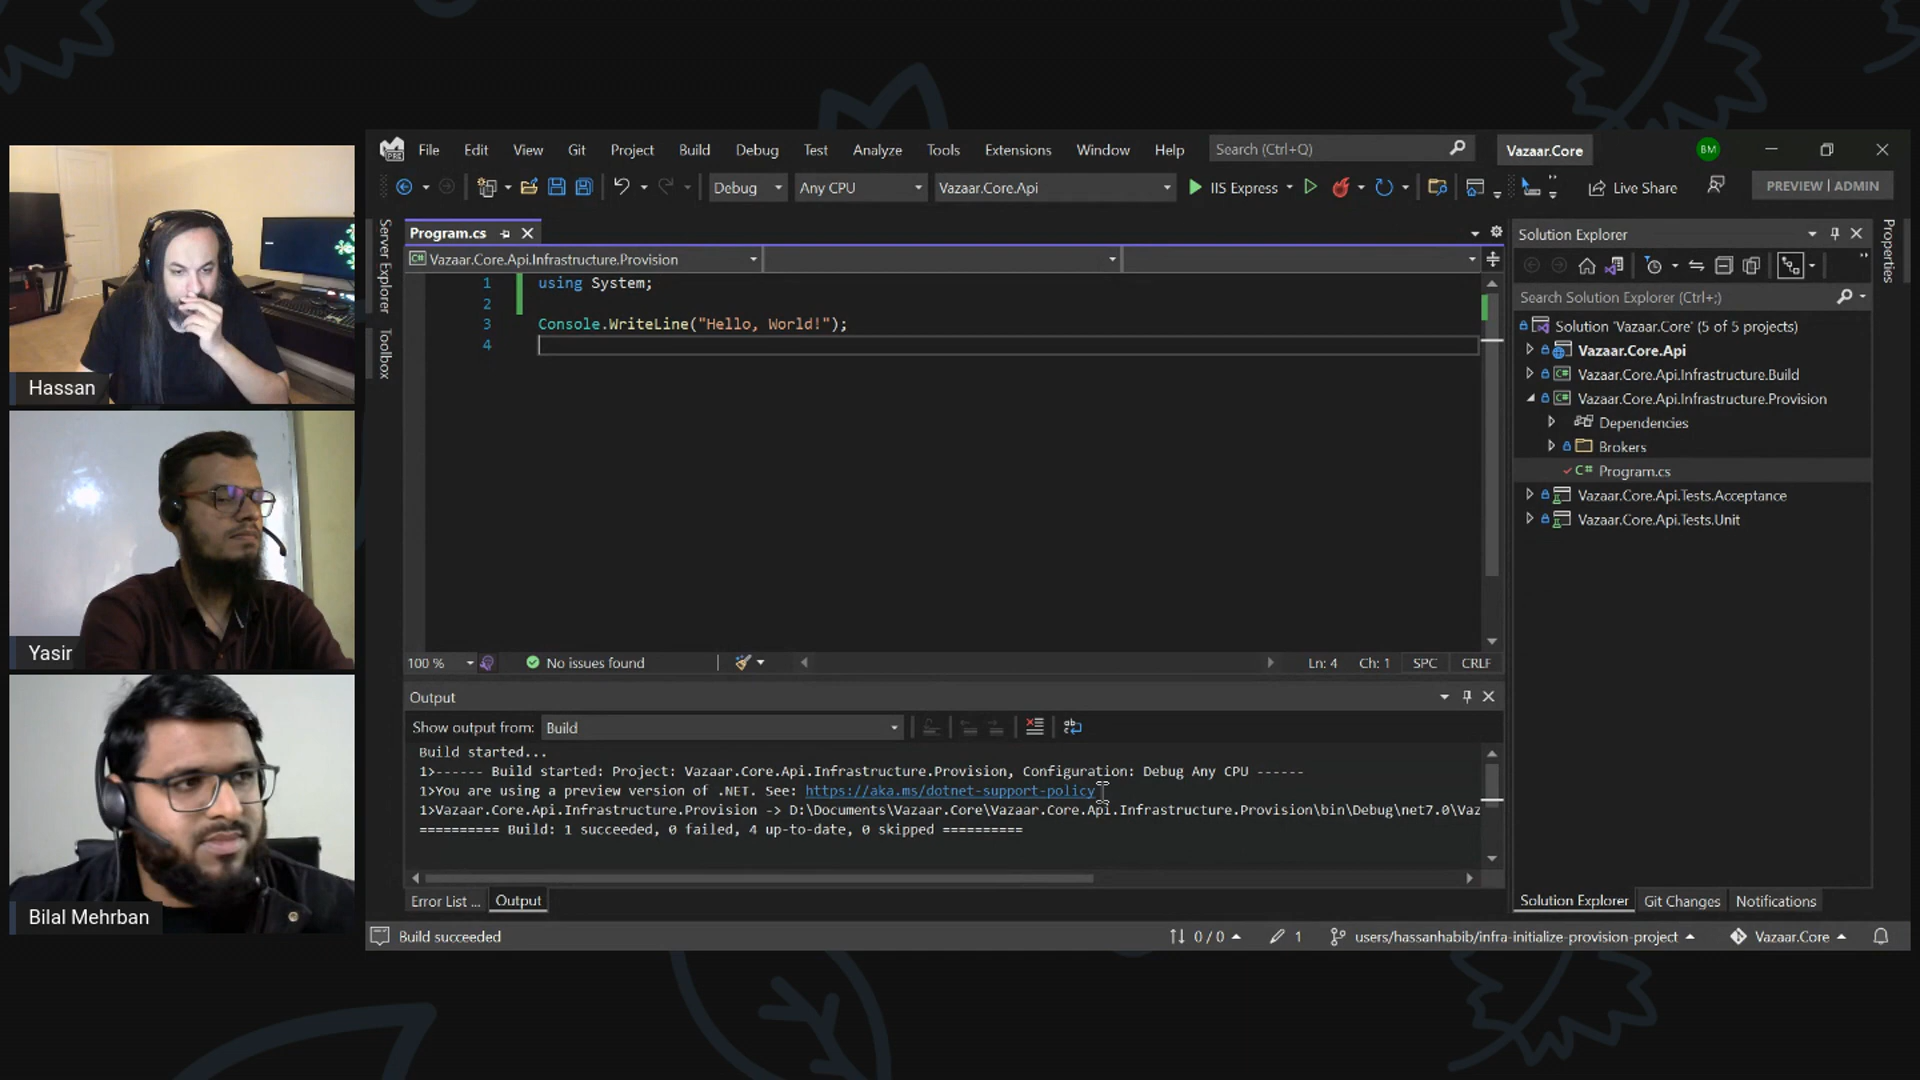 Hassan
Yasir
Bilal Mehrban
PRE
File Edit View Git Project Build Debug Test Analyze Tools Extensions Window Help Search (Ctrl+Q) Vazaar.Core BM
Debug Any CPU Vazaar.Core.Api IIS Express Live Share PREVIEW | ADMIN
Server Explorer
Toolbox
Program.cs
C# Vazaar.Core.Api.Infrastructure.Provision
1 using System;
2
3 Console.WriteLine("Hello, World!");
4
100 % No issues found Ln: 4 Ch: 1 SPC CRLF
Output
Show output from: Build
Build started...
1>------ Build started: Project: Vazaar.Core.Api.Infrastructure.Provision, Configuration: Debug Any CPU ------
1>You are using a preview version of .NET. See: https://aka.ms/dotnet-support-policy
1>Vazaar.Core.Api.Infrastructure.Provision -> D:\Documents\Vazaar.Core\Vazaar.Core.Api.Infrastructure.Provision\bin\Debug\net7.0\Vaz
========== Build: 1 succeeded, 0 failed, 4 up-to-date, 0 skipped ==========
Error List ... Output
Solution Explorer
Search Solution Explorer (Ctrl+;)
Solution 'Vazaar.Core' (5 of 5 projects)
Vazaar.Core.Api
C# Vazaar.Core.Api.Infrastructure.Build
C# Vazaar.Core.Api.Infrastructure.Provision
Dependencies
Brokers
C# Program.cs
Vazaar.Core.Api.Tests.Acceptance
Vazaar.Core.Api.Tests.Unit
Solution Explorer Git Changes Notifications
Properties
Build succeeded 0 / 0 1 users/hassanhabib/infra-initialize-provision-project Vazaar.Core